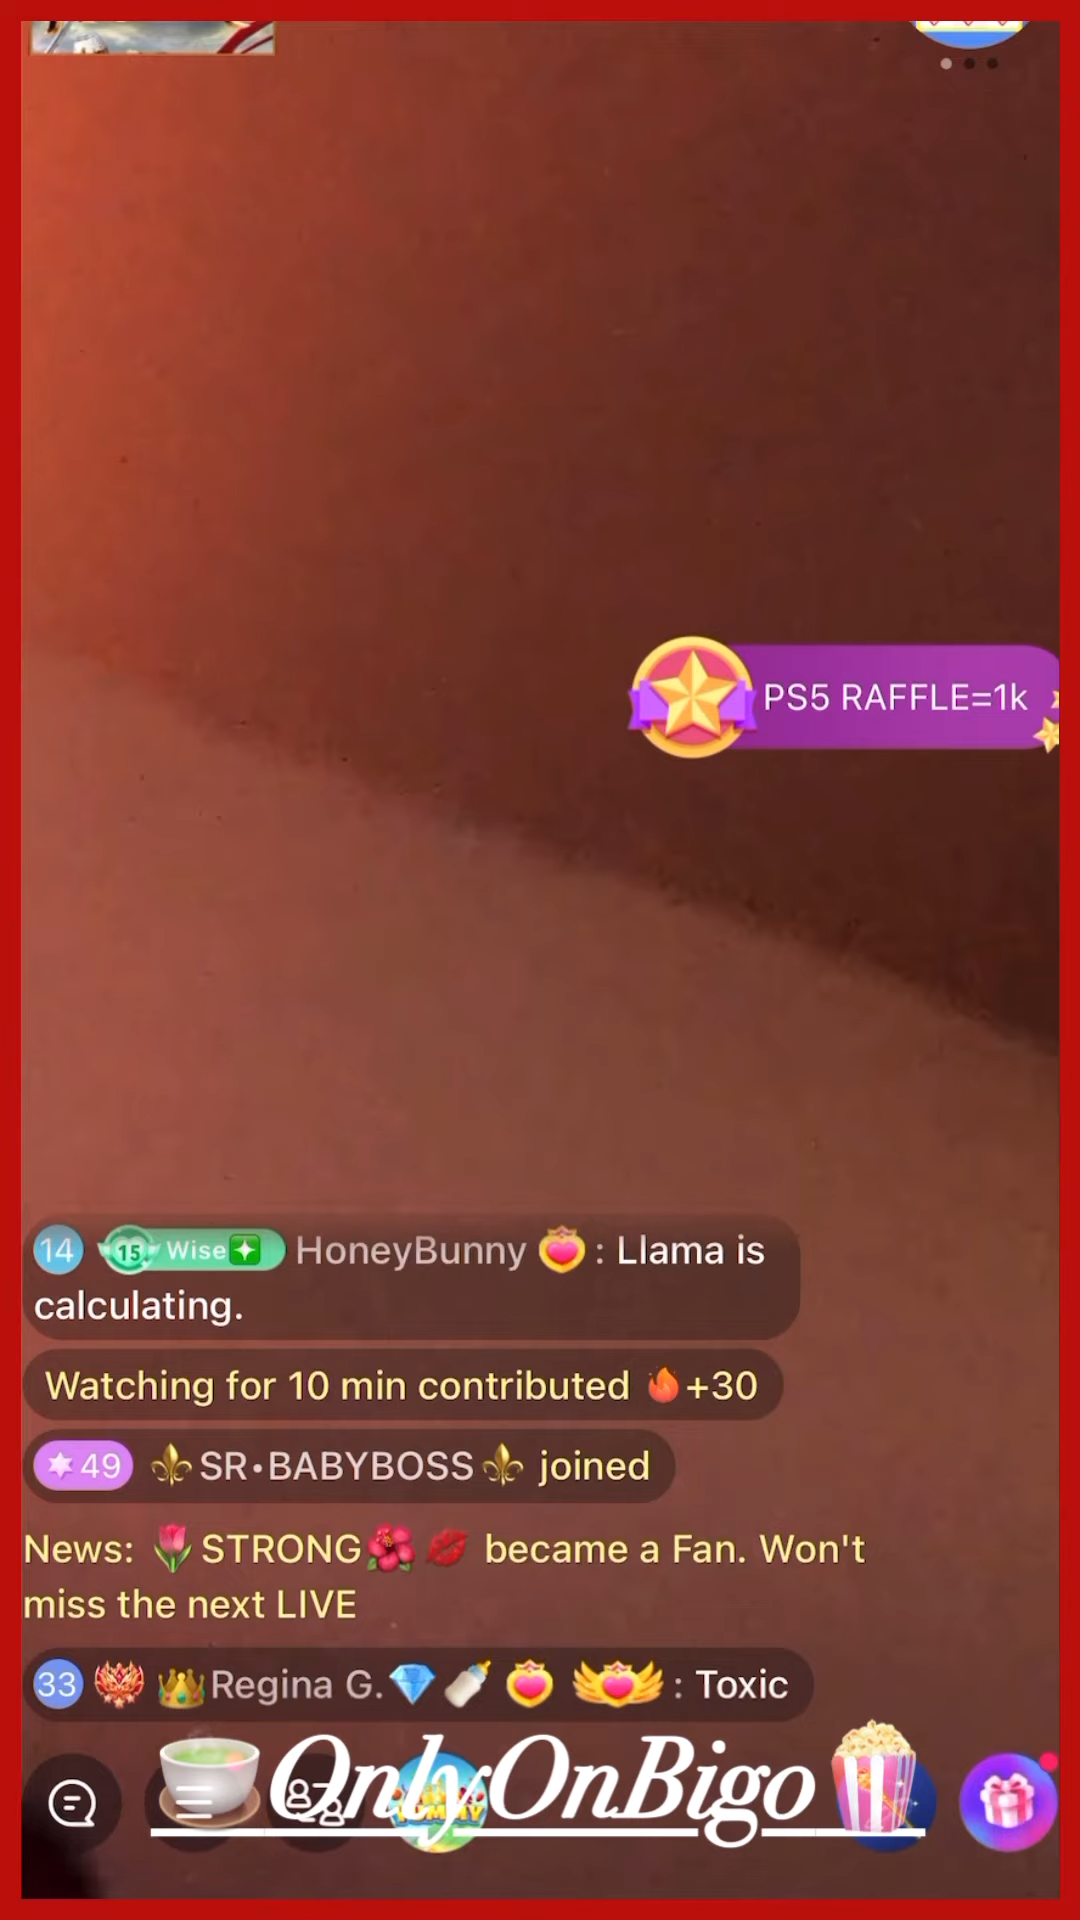 PS5 RAFFLE=1k
14 15 Wise HoneyBunny : Llama is
calculating.
Watching for 10 min contributed 🔥+30
49 ⚜️SR•BABYBOSS⚜️ joined
News: 🌷STRONG🌺💋 became a Fan. Won't
miss the next LIVE
33 👑Regina G.💎🍼 : Toxic
OnlyOnBigo